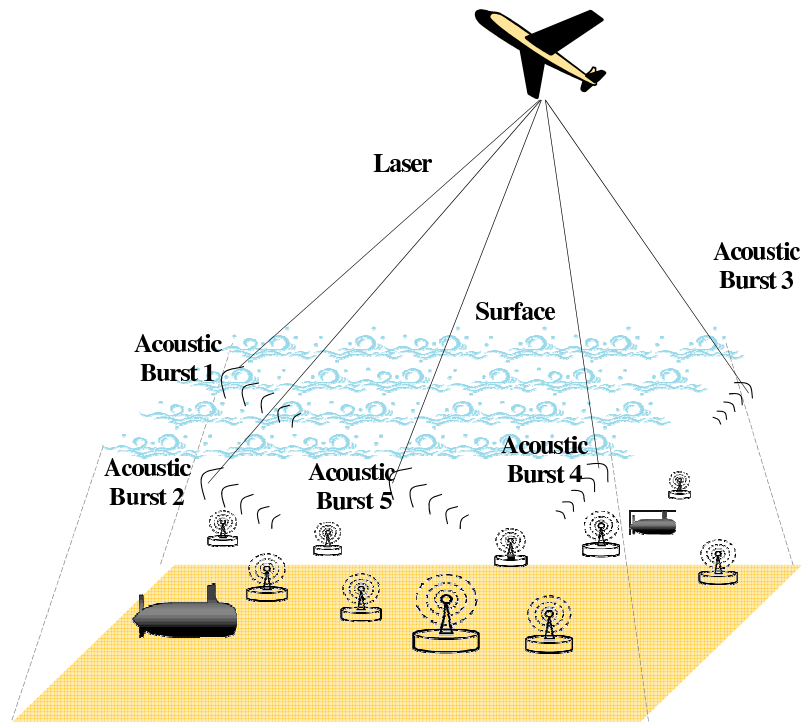 Laser
Acoustic
Burst 3
Surface
Acoustic
Burst 1
Acoustic
Burst 2
Acoustic
Burst 5
Acoustic
Burst 4